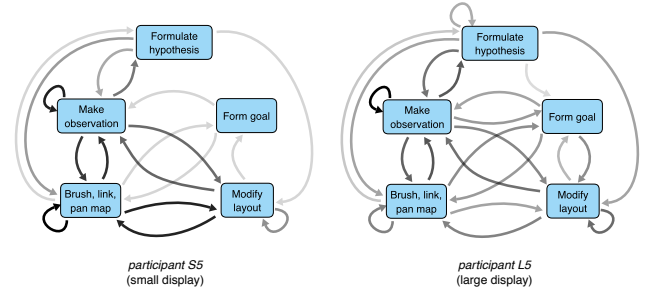 Formulate
hypothesis
Make
observation
Form goal
Brush, link,
pan map
Modify
layout
participant S5
(small display)
Formulate
hypothesis
Make
observation
Form goal
Brush, link,
pan map
Modify
layout
participant L5
(large display)